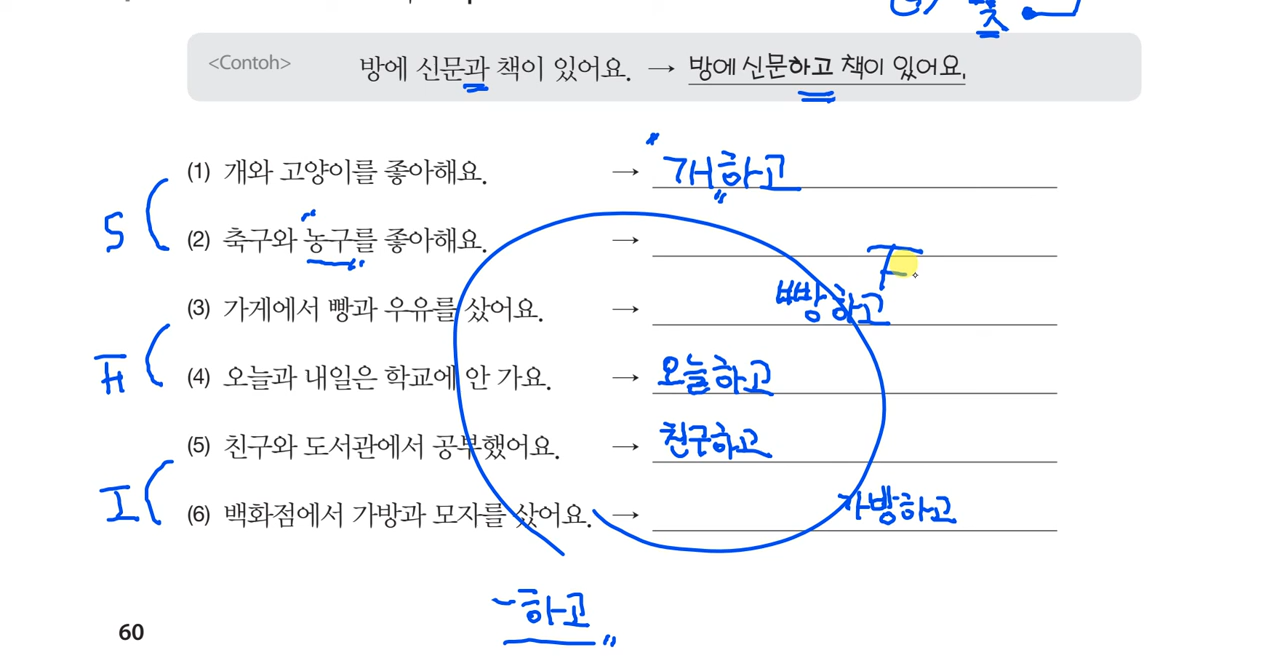 <Contoh> 방에 신문과 책이 있어요. → 방에 신문하고 책이 있어요.
(1) 개와 고양이를 좋아해요. → 개하고
S
(2) 축구와 농구를 좋아해요. →
(3) 가게에서 빵과 우유를 샀어요. → 빵하고
(4) 오늘과 내일은 학교에 안 가요. → 오늘하고
(5) 친구와 도서관에서 공부했어요. → 친구하고
I
(6) 백화점에서 가방과 모자를 샀어요. → 가방하고
~하고
60